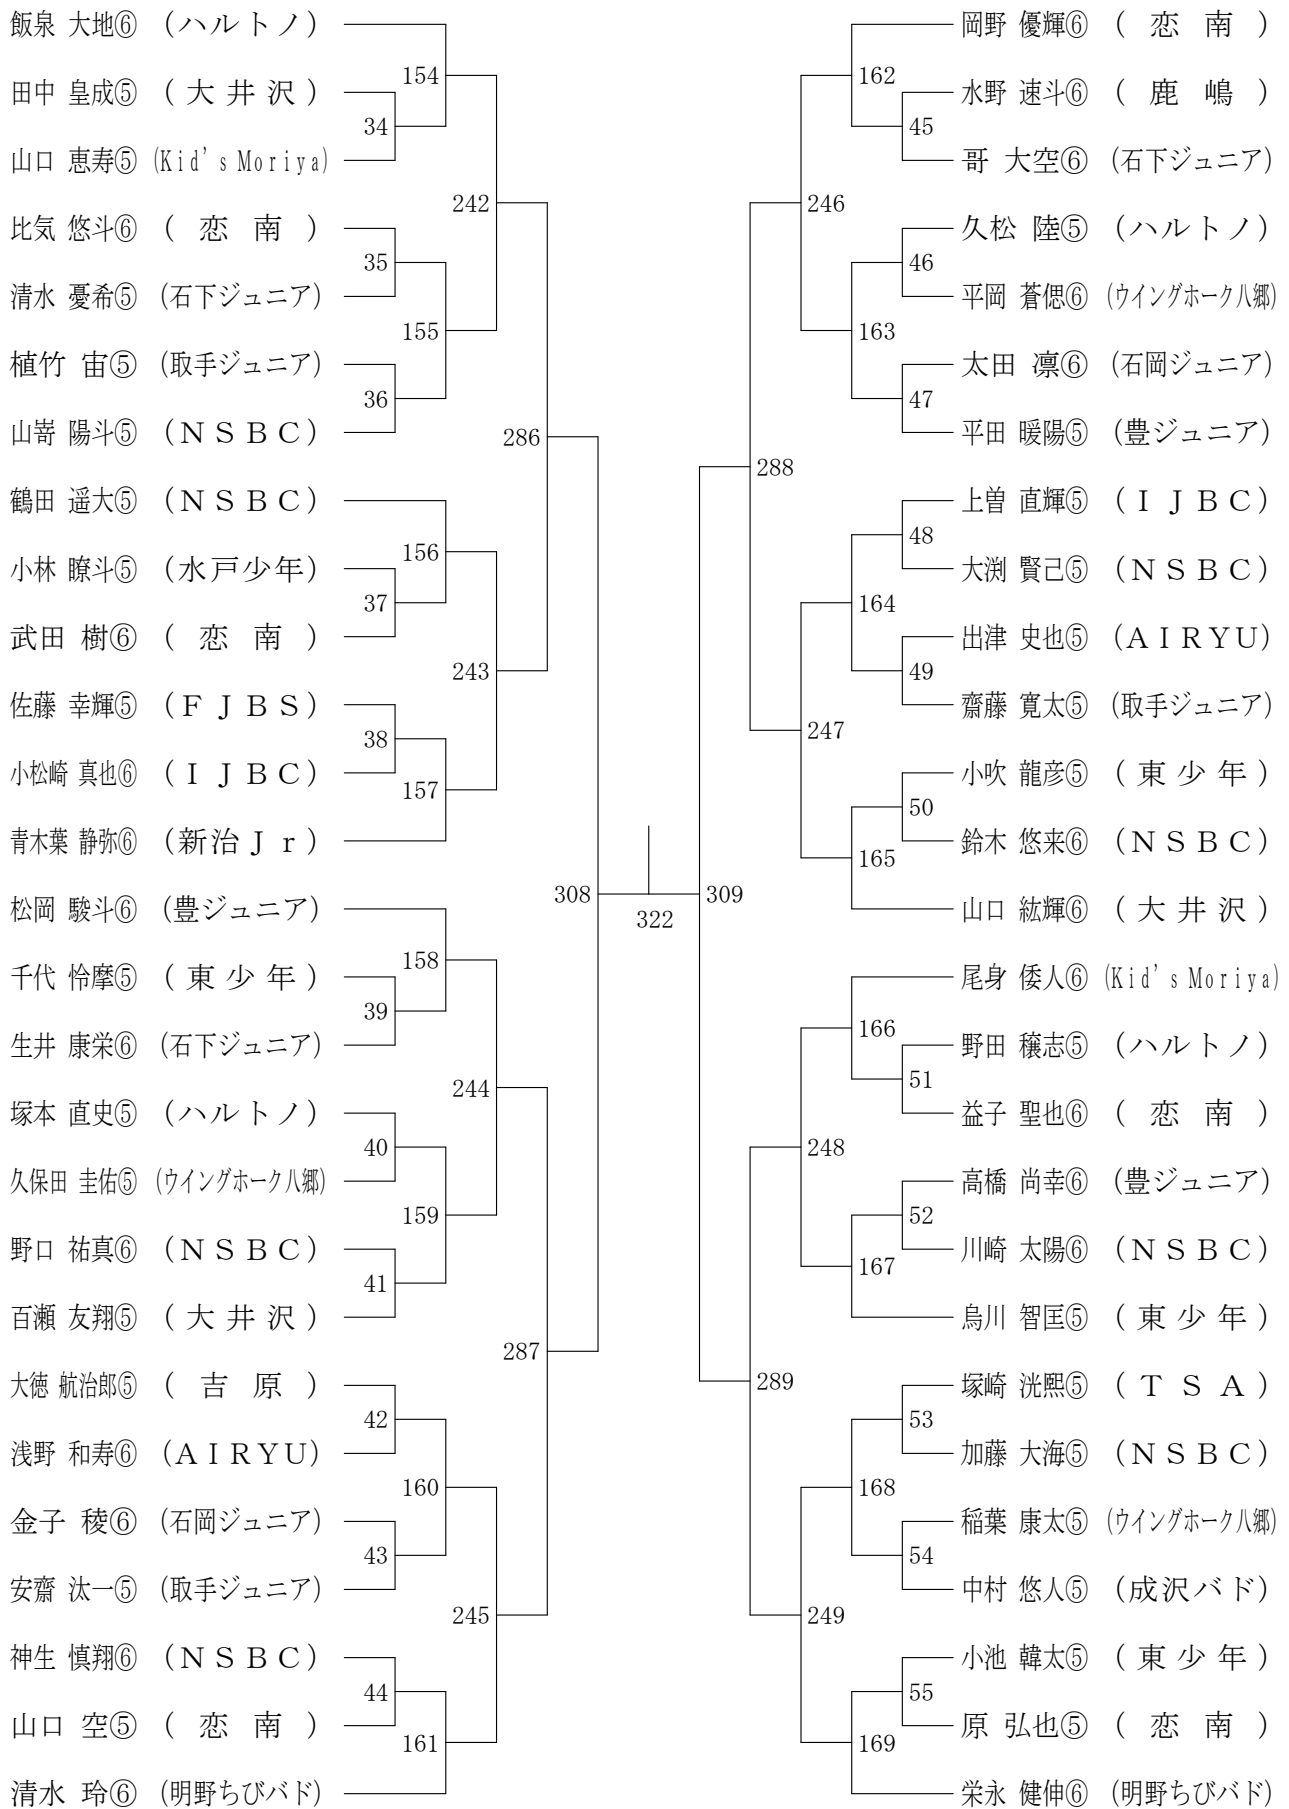 飯泉 大地⑥ (ハルトノ)
154
田中 皇成⑤ (大井沢)
34
山口 恵寿⑤ (Kid's Moriya)
242
比気 悠斗⑥ (恋南)
35
清水 憂希⑤ (石下ジュニア)
155
植竹 宙⑤ (取手ジュニア)
36
山嵜 陽斗⑤ (NSBC)
286
鶴田 遥大⑤ (NSBC)
156
小林 瞭斗⑤ (水戸少年)
37
武田 樹⑥ (恋南)
243
佐藤 幸輝⑤ (FJBS)
38
小松崎 真也⑥ (IJBC)
157
青木葉 静弥⑥ (新治Jr)
308
松岡 駿斗⑥ (豊ジュニア)
158
千代 怜摩⑤ (東少年)
39
生井 康栄⑥ (石下ジュニア)
244
塚本 直史⑤ (ハルトノ)
40
久保田 圭佑⑤ (ウイングホーク八郷)
159
野口 祐真⑥ (NSBC)
41
百瀬 友翔⑤ (大井沢)
287
大徳 航治郎⑤ (吉原)
42
浅野 和寿⑥ (AIRYU)
160
金子 稜⑥ (石岡ジュニア)
43
安齋 汰一⑤ (取手ジュニア)
245
神生 慎翔⑥ (NSBC)
44
山口 空⑤ (恋南)
161
清水 玲⑥ (明野ちびバド)
322
岡野 優輝⑥ (恋南)
162
水野 速斗⑥ (鹿嶋)
45
哥 大空⑥ (石下ジュニア)
246
久松 陸⑤ (ハルトノ)
46
平岡 蒼偲⑥ (ウイングホーク八郷)
163
太田 凛⑥ (石岡ジュニア)
47
平田 暖陽⑤ (豊ジュニア)
288
上曽 直輝⑤ (IJBC)
48
大渕 賢己⑤ (NSBC)
164
出津 史也⑤ (AIRYU)
49
齋藤 寛太⑤ (取手ジュニア)
247
小吹 龍彦⑤ (東少年)
50
鈴木 悠来⑥ (NSBC)
165
山口 紘輝⑥ (大井沢)
309
尾身 倭人⑥ (Kid's Moriya)
166
野田 穣志⑤ (ハルトノ)
51
益子 聖也⑥ (恋南)
248
高橋 尚幸⑥ (豊ジュニア)
52
川崎 太陽⑥ (NSBC)
167
烏川 智匡⑤ (東少年)
289
塚崎 洸熙⑤ (TSA)
53
加藤 大海⑤ (NSBC)
168
稲葉 康太⑤ (ウイングホーク八郷)
54
中村 悠人⑤ (成沢バド)
249
小池 韓太⑤ (東少年)
55
原 弘也⑤ (恋南)
169
栄永 健伸⑥ (明野ちびバド)